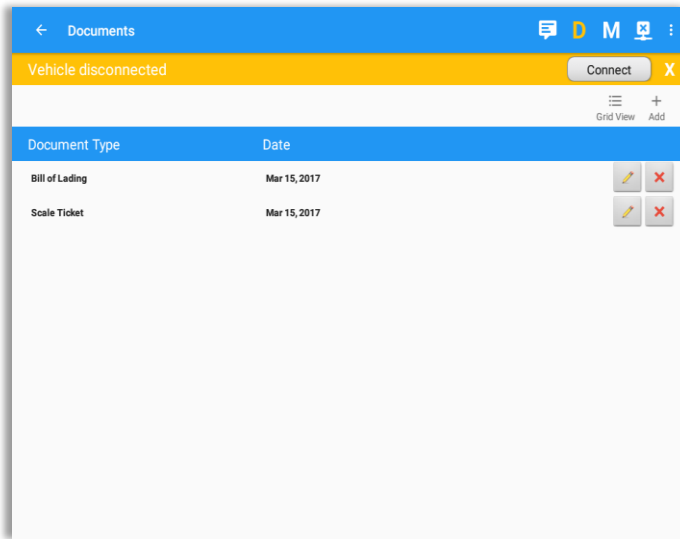 Documents D M
Vehicle disconnected Connect X
Grid View Add
Document Type Date
Bill of Lading Mar 15, 2017
Scale Ticket Mar 15, 2017